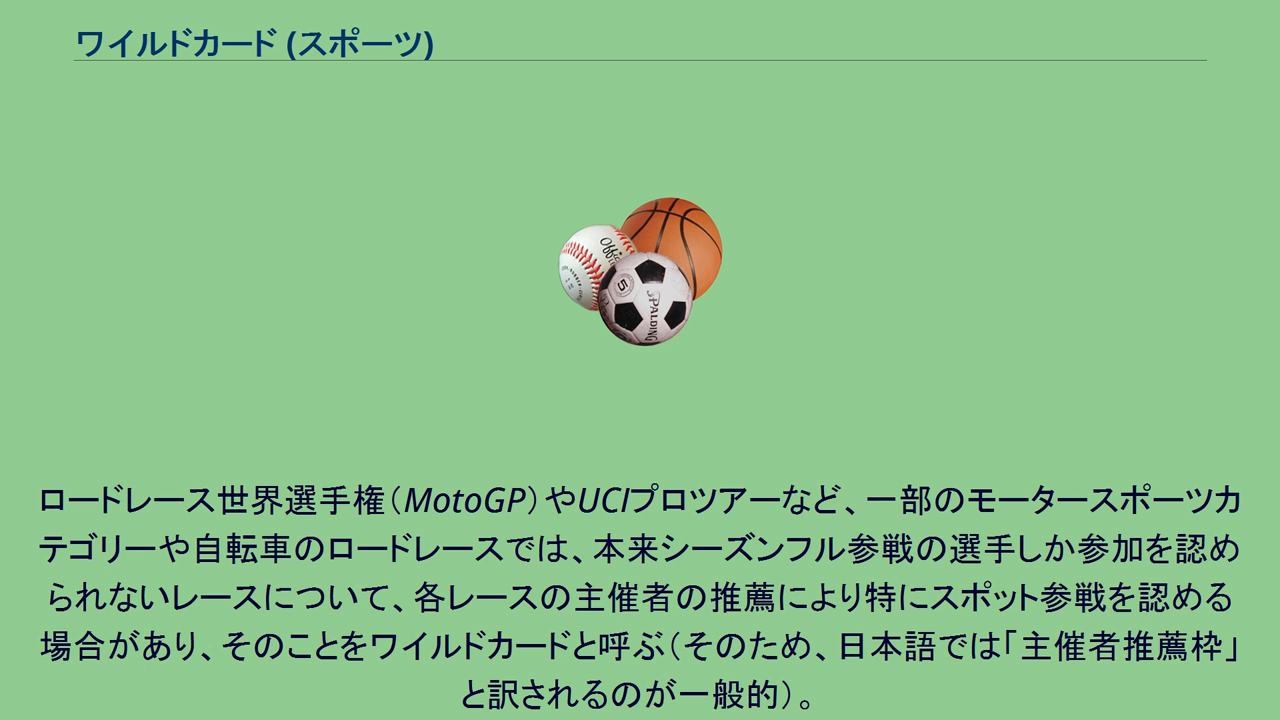 ワイルドカード (スポーツ)
5
SPALDING
ロードレース世界選手権（MotoGP）やUCIプロツアーなど、一部のモータースポーツカ
テゴリーや自転車のロードレースでは、本来シーズンフル参戦の選手しか参加を認め
られないレースについて、各レースの主催者の推薦により特にスポット参戦を認める
場合があり、そのことをワイルドカードと呼ぶ（そのため、日本語では「主催者推薦枠」
と訳されるのが一般的）。